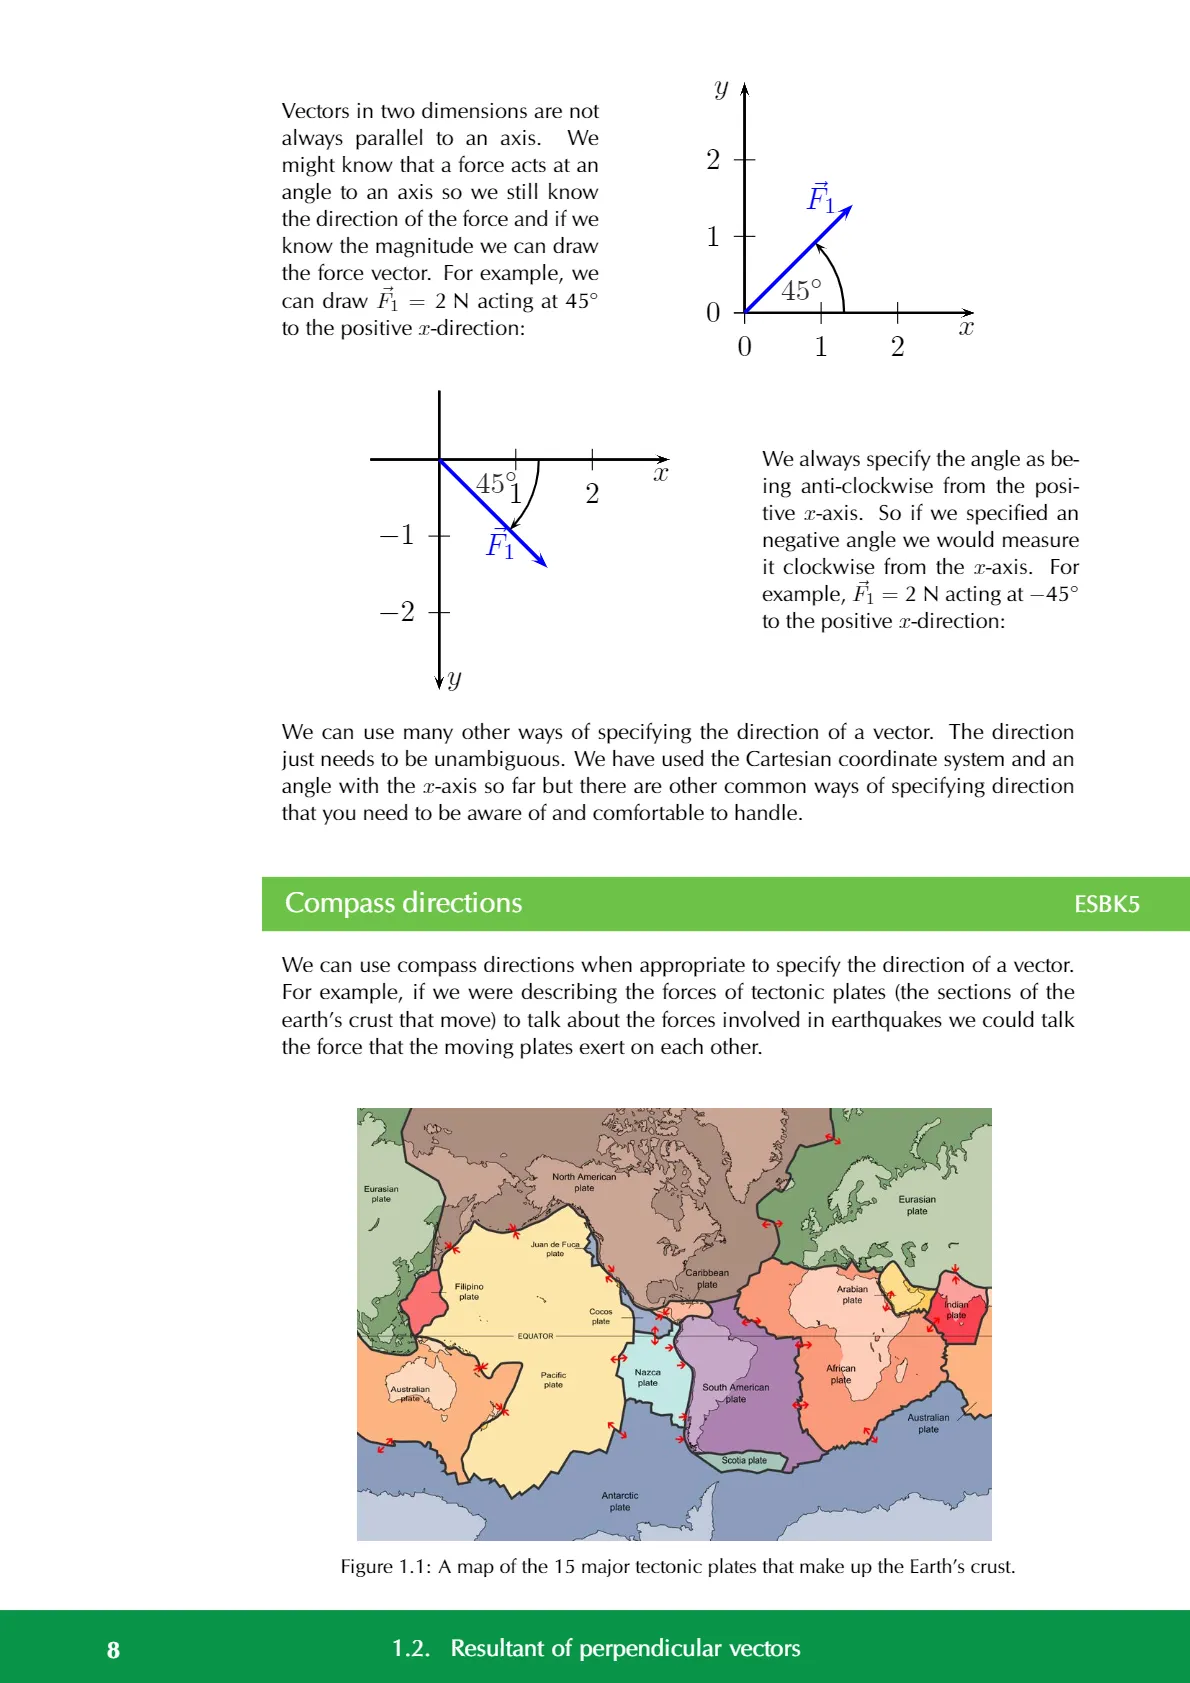 Vectors in two dimensions are not
always parallel to an axis. We
might know that a force acts at an
angle to an axis so we still know
the direction of the force and if we
know the magnitude we can draw
the force vector. For example, we
can draw $\vec{F}_1$ = 2 N acting at 45°
to the positive x-direction:
y
2
$\vec{F}_1$
1
45°
0
x
0 1 2
45°
1 2
x
−1
$\vec{F}_1$
−2
y
We always specify the angle as be-
ing anti-clockwise from the posi-
tive x-axis. So if we specified an
negative angle we would measure
it clockwise from the x-axis. For
example, $\vec{F}_1$ = 2 N acting at −45°
to the positive x-direction:
We can use many other ways of specifying the direction of a vector. The direction
just needs to be unambiguous. We have used the Cartesian coordinate system and an
angle with the x-axis so far but there are other common ways of specifying direction
that you need to be aware of and comfortable to handle.
Compass directions ESBK5
We can use compass directions when appropriate to specify the direction of a vector.
For example, if we were describing the forces of tectonic plates (the sections of the
earth's crust that move) to talk about the forces involved in earthquakes we could talk
the force that the moving plates exert on each other.
North American
plate
Eurasian
plate
Eurasian
plate
Juan de Fuca
plate
Caribbean
plate
Filipino
plate
Arabian
plate
Indian
plate
Cocos
plate
EQUATOR
Pacific
plate
Nazca
plate
African
plate
Australian
plate
South American
plate
Australian
plate
Scotia plate
Antarctic
plate
Figure 1.1: A map of the 15 major tectonic plates that make up the Earth's crust.
8 1.2. Resultant of perpendicular vectors